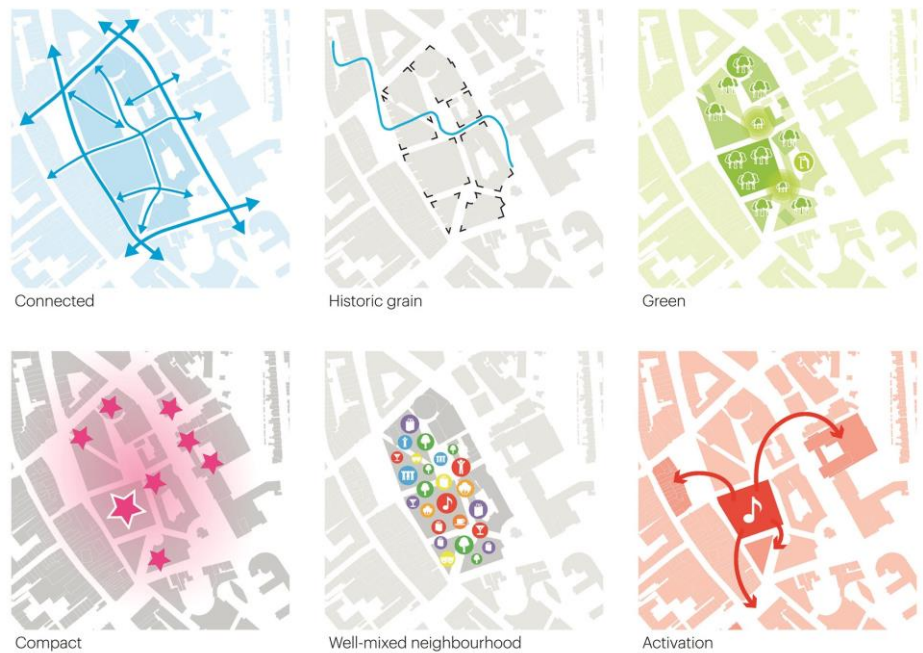 Connected
Historic grain
Green
Compact
Well-mixed neighbourhood
Activation